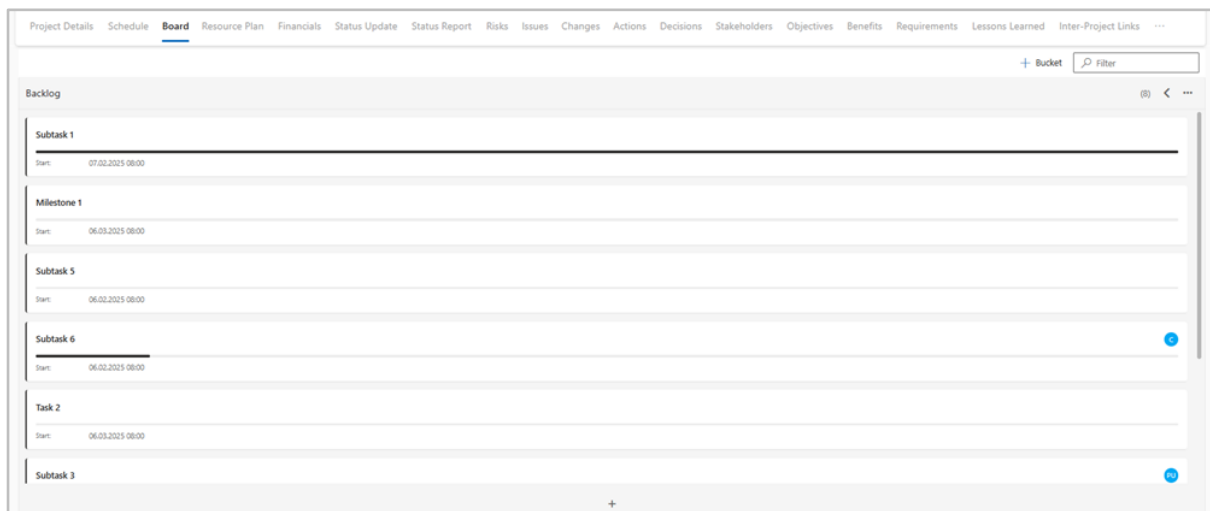 Project Details Schedule Board Resource Plan Financials Status Update Status Report Risks Issues Changes Actions Decisions Stakeholders Objectives Benefits Requirements Lessons Learned Inter-Project Links ...
+ Bucket Filter
Backlog (8)
Subtask 1
Start: 07.02.2025 08:00
Milestone 1
Start: 06.03.2025 08:00
Subtask 5
Start: 06.02.2025 08:00
Subtask 6 C
Start: 06.02.2025 08:00
Task 2
Start: 06.03.2025 08:00
Subtask 3 PU
+